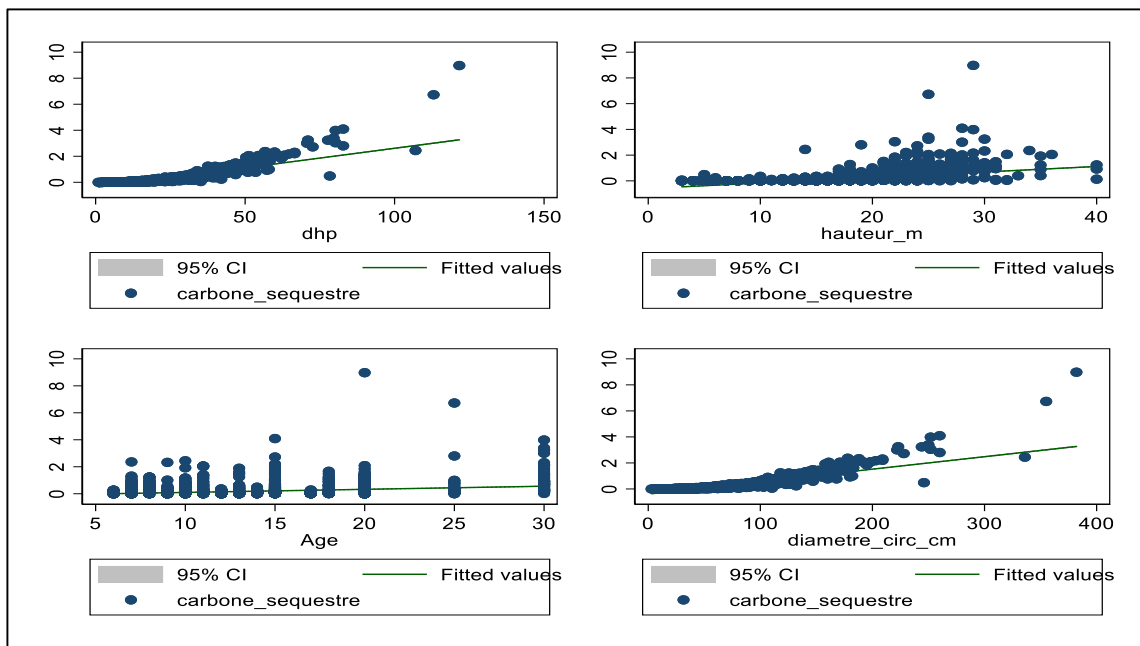 10
8
6
4
2
0
0 50 100 150
dhp
95% CI Fitted values
carbone_sequestre
10
8
6
4
2
0
0 10 20 30 40
hauteur_m
95% CI Fitted values
carbone_sequestre
10
8
6
4
2
0
5 10 15 20 25 30
Age
95% CI Fitted values
carbone_sequestre
10
8
6
4
2
0
0 100 200 300 400
diametre_circ_cm
95% CI Fitted values
carbone_sequestre